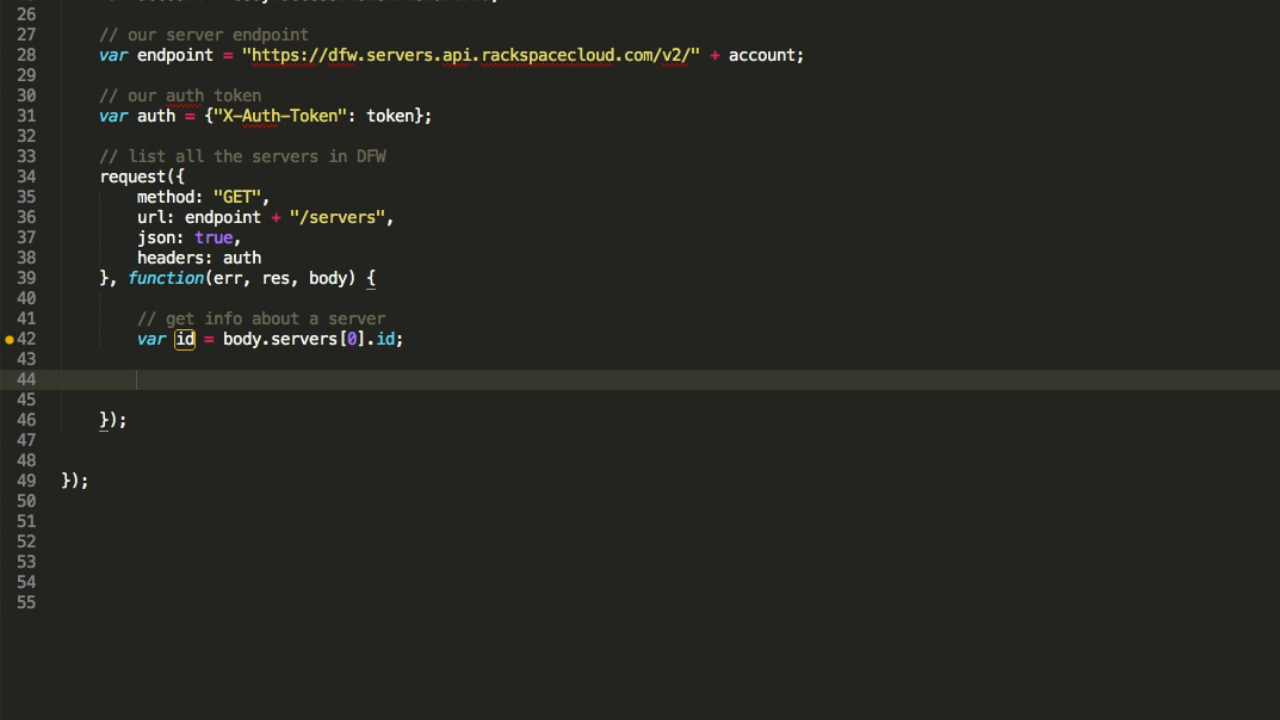 26
27 // our server endpoint
28 var endpoint = "https://dfw.servers.api.rackspacecloud.com/v2/" + account;
29
30 // our auth token
31 var auth = {"X-Auth-Token": token};
32
33 // list all the servers in DFW
34 request({
35 method: "GET",
36 url: endpoint + "/servers",
37 json: true,
38 headers: auth
39 }, function(err, res, body) {
40
41 // get info about a server
42 var id = body.servers[0].id;
43
44
45
46 });
47
48
49 });
50
51
52
53
54
55